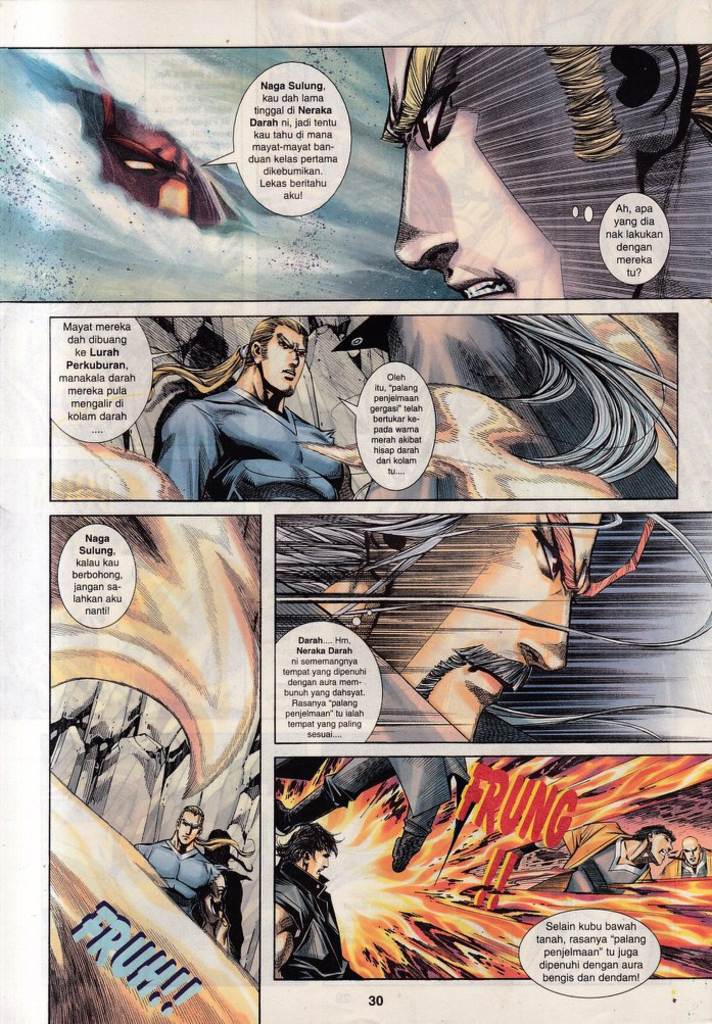 Naga Sulung,
kau dah lama
tinggal di Neraka
Darah ni, jadi tentu
kau tahu di mana
mayat-mayat ban-
duan kelas pertama
dikebumikan.
Lekas beritahu
aku!
Ah, apa
yang dia
nak lakukan
dengan
mereka
tu?
Mayat mereka
dah dibuang
ke Lurah
Perkuburan,
manakala darah
mereka pula
mengalir di
kolam darah
....
Oleh
itu, "palang
penjelmaan
gergasi" telah
bertukar ke-
pada warna
merah akibat
hisap darah
dari kolam
tu....
Naga
Sulung,
kalau kau
berbohong,
jangan sa-
lahkan aku
nanti!
FRUH!!
Darah.... Hm,
Neraka Darah
ni sememangnya
tempat yang dipenuhi
dengan aura mem-
bunuh yang dahsyat.
Rasanya "palang
penjelmaan" tu ialah
tempat yang paling
sesuai....
FRUNG
!!
Selain kubu bawah
tanah, rasanya "palang
penjelmaan" tu juga
dipenuhi dengan aura
bengis dan dendam!
30